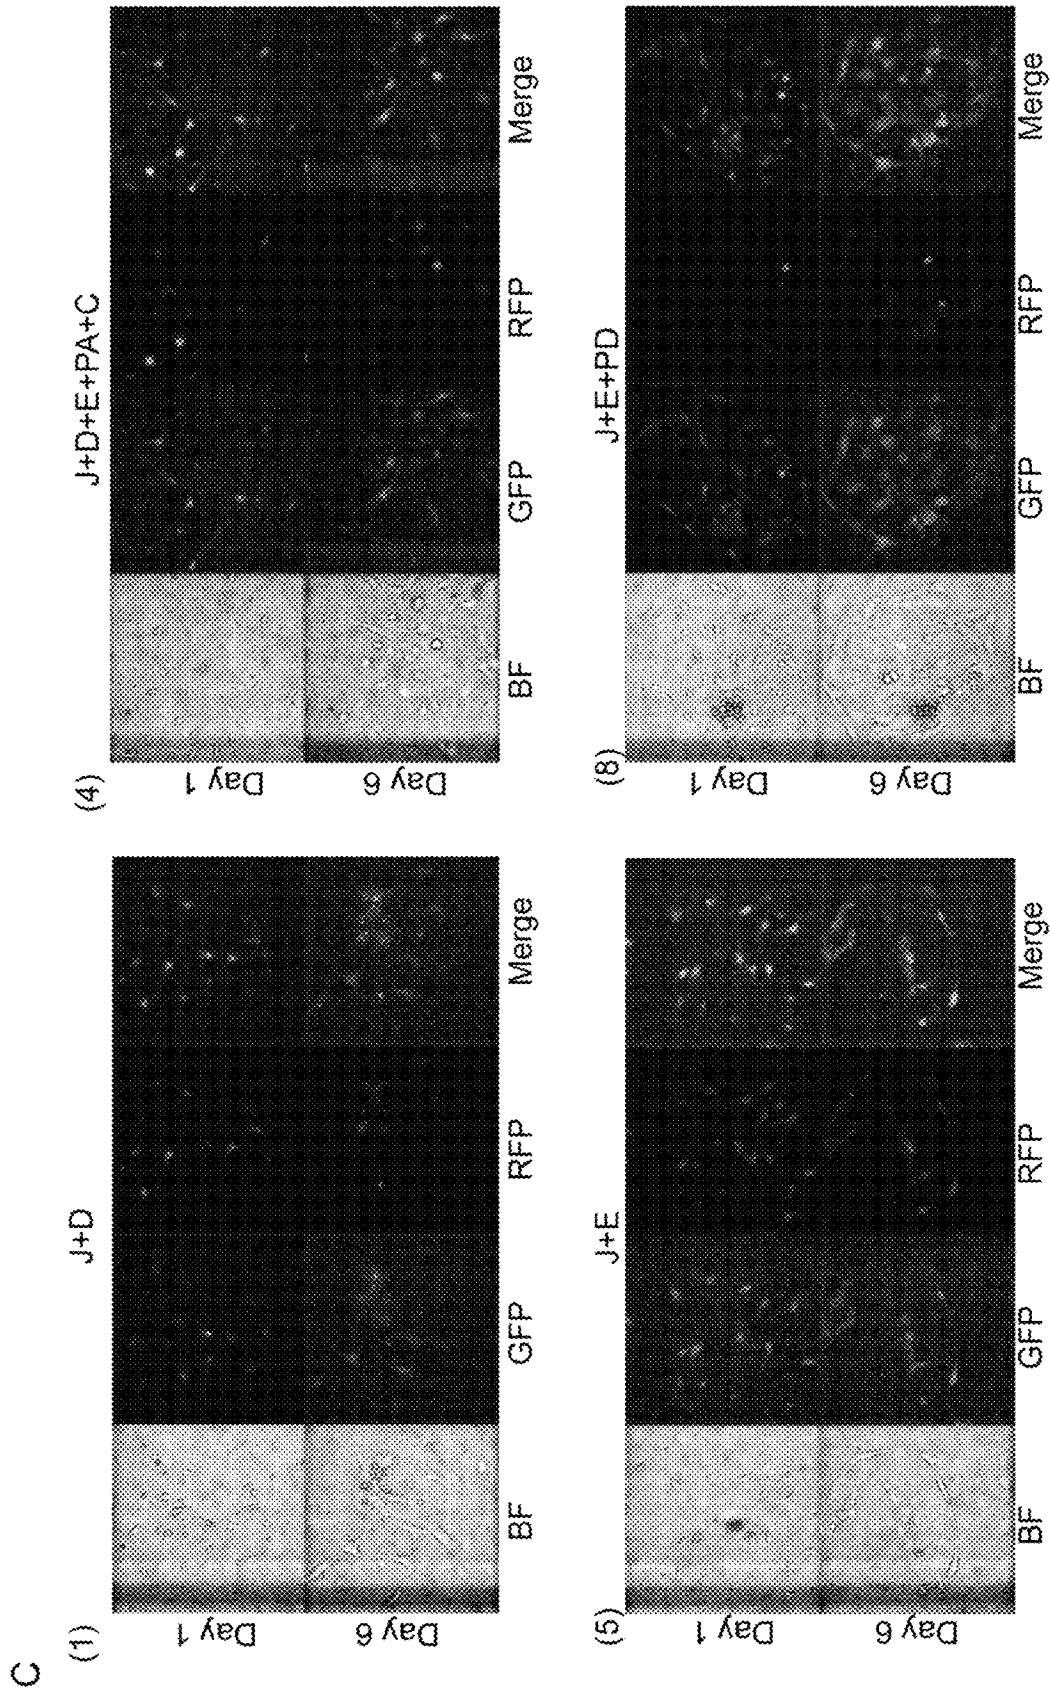 C
(1)
J+D
Day 1
Day 6
BF
GFP
RFP
Merge
(4)
J+D+E+PA+C
Day 1
Day 6
BF
GFP
RFP
Merge
(5)
J+E
Day 1
Day 6
BF
GFP
RFP
Merge
(8)
J+E+PD
Day 1
Day 6
BF
GFP
RFP
Merge